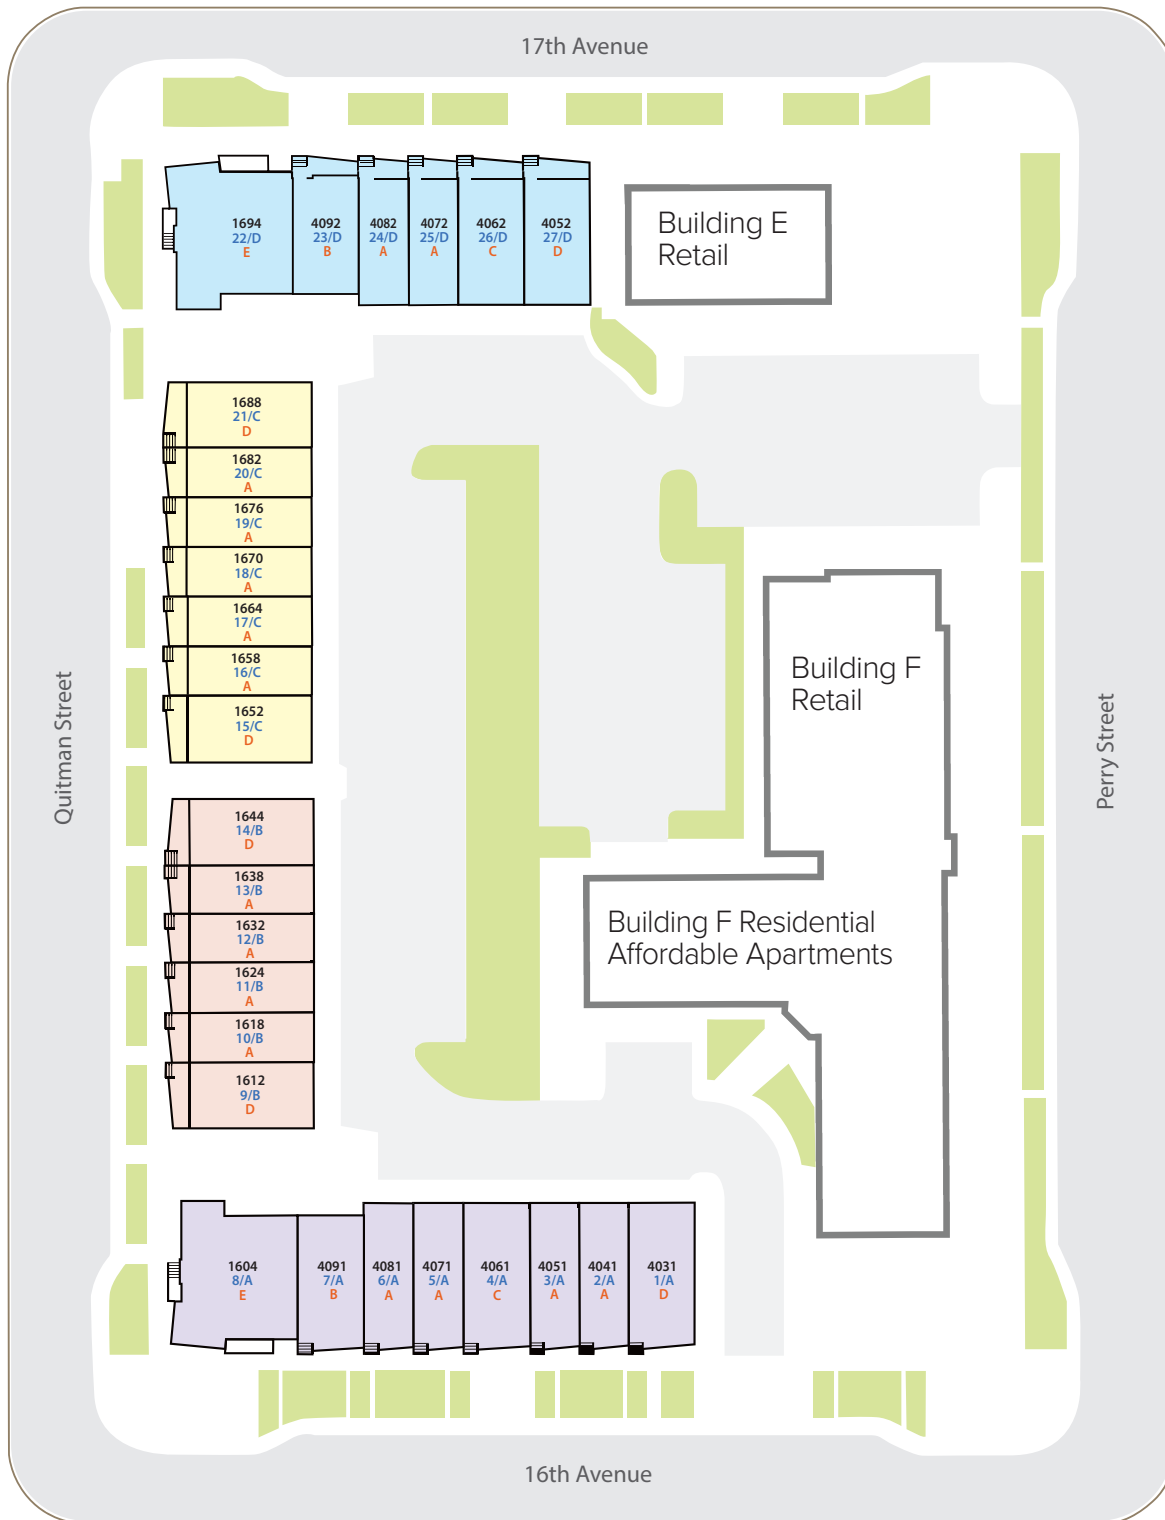 17th Avenue
1694
22/D
E
4092
23/D
B
4082
24/D
A
4072
25/D
A
4062
26/D
C
4052
27/D
D
Building E
Retail
1688
21/C
D
1682
20/C
A
1676
19/C
A
1670
18/C
A
1664
17/C
A
1658
16/C
A
1652
15/C
D
Building F
Retail
Quitman Street
Perry Street
1644
14/B
D
1638
13/B
A
1632
12/B
A
1624
11/B
A
1618
10/B
A
1612
9/B
D
Building F Residential
Affordable Apartments
1604
8/A
E
4091
7/A
B
4081
6/A
A
4071
5/A
A
4061
4/A
C
4051
3/A
A
4041
2/A
A
4031
1/A
D
16th Avenue